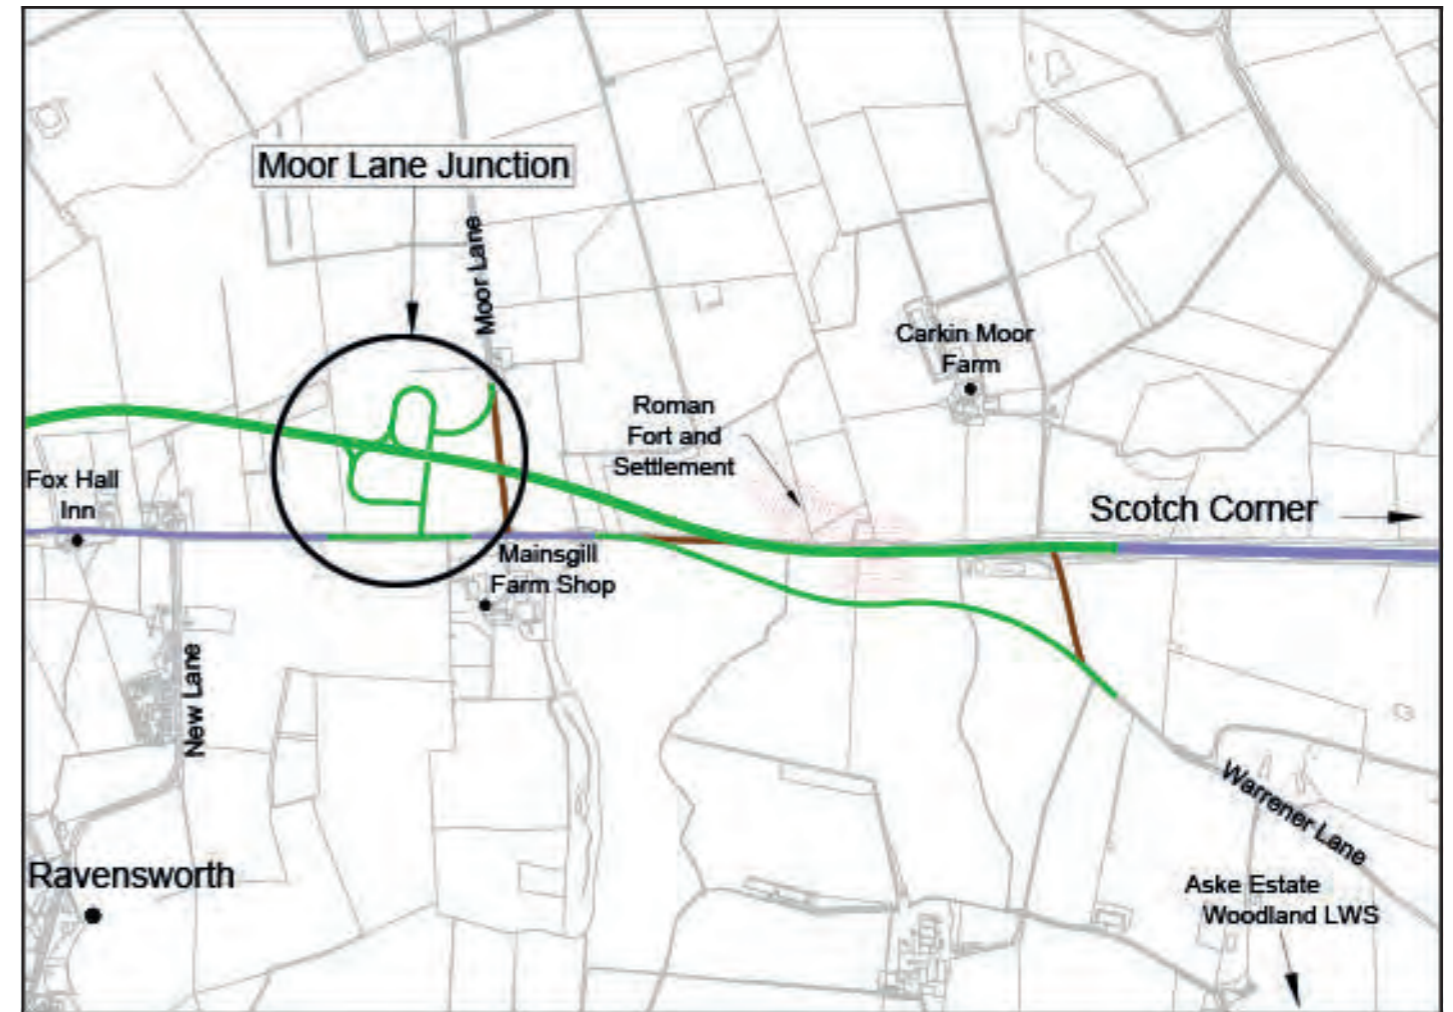 Moor Lane Junction
Moor Lane
Carkin Moor
Farm
Roman
Fort and
Settlement
Fox Hall
Inn
Scotch Corner
Mainsgill
Farm Shop
New Lane
Warrener Lane
Ravensworth
Aske Estate
Woodland LWS